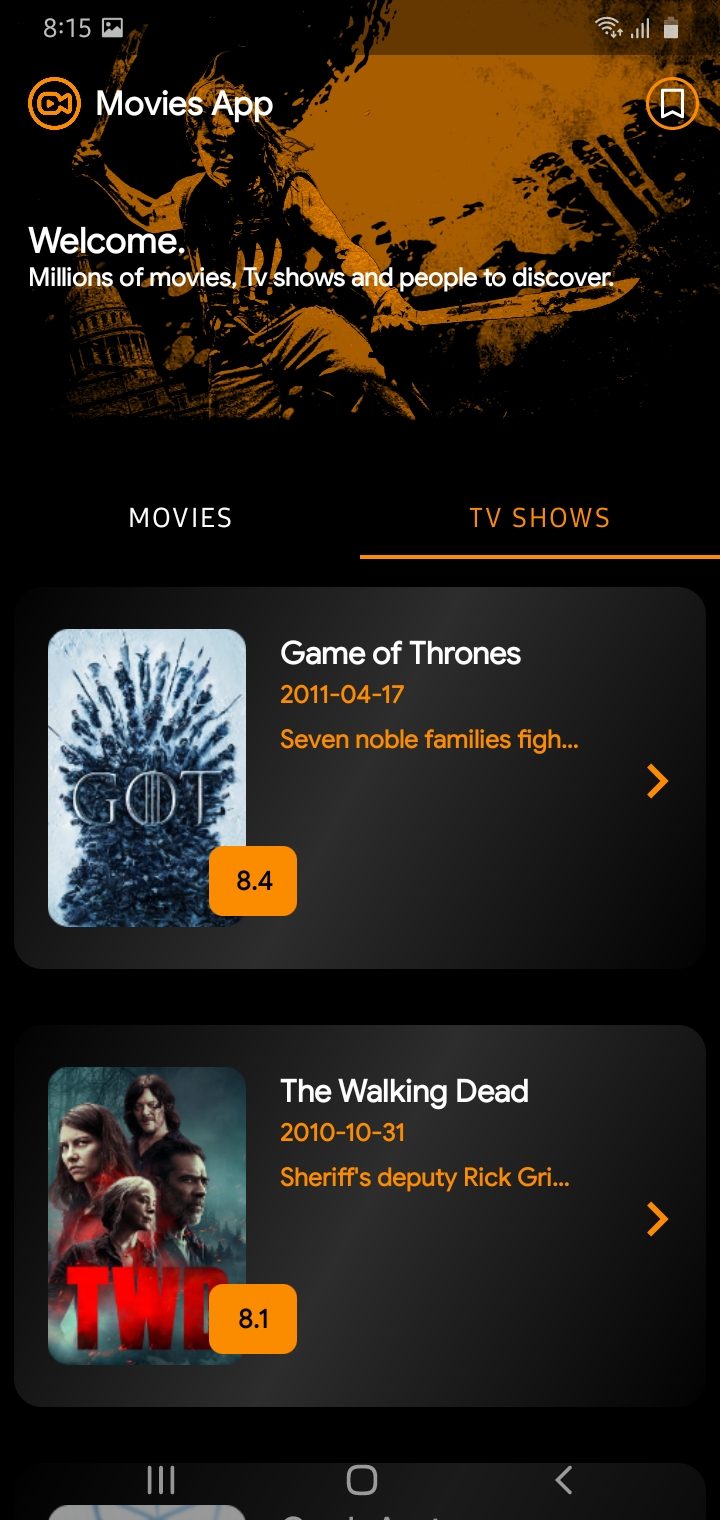 8:15
Movies App
Welcome.
Millions of movies, Tv shows and people to discover.
MOVIES
TV SHOWS
Game of Thrones
2011-04-17
Seven noble families figh...
GOT
8.4
The Walking Dead
2010-10-31
Sheriff's deputy Rick Gri...
TWD
8.1